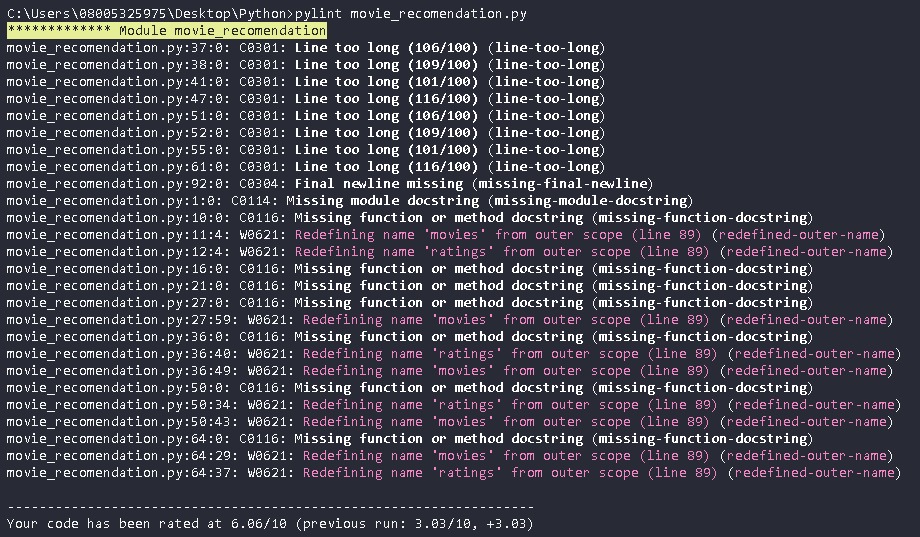 C:\Users\08005325975\Desktop\Python>pylint movie_recomendation.py
************* Module movie_recomendation
movie_recomendation.py:37:0: C0301: Line too long (106/100) (line-too-long)
movie_recomendation.py:38:0: C0301: Line too long (109/100) (line-too-long)
movie_recomendation.py:41:0: C0301: Line too long (101/100) (line-too-long)
movie_recomendation.py:47:0: C0301: Line too long (116/100) (line-too-long)
movie_recomendation.py:51:0: C0301: Line too long (106/100) (line-too-long)
movie_recomendation.py:52:0: C0301: Line too long (109/100) (line-too-long)
movie_recomendation.py:55:0: C0301: Line too long (101/100) (line-too-long)
movie_recomendation.py:61:0: C0301: Line too long (116/100) (line-too-long)
movie_recomendation.py:92:0: C0304: Final newline missing (missing-final-newline)
movie_recomendation.py:1:0: C0114: Missing module docstring (missing-module-docstring)
movie_recomendation.py:10:0: C0116: Missing function or method docstring (missing-function-docstring)
movie_recomendation.py:11:4: W0621: Redefining name 'movies' from outer scope (line 89) (redefined-outer-name)
movie_recomendation.py:12:4: W0621: Redefining name 'ratings' from outer scope (line 89) (redefined-outer-name)
movie_recomendation.py:16:0: C0116: Missing function or method docstring (missing-function-docstring)
movie_recomendation.py:21:0: C0116: Missing function or method docstring (missing-function-docstring)
movie_recomendation.py:27:0: C0116: Missing function or method docstring (missing-function-docstring)
movie_recomendation.py:27:59: W0621: Redefining name 'movies' from outer scope (line 89) (redefined-outer-name)
movie_recomendation.py:36:0: C0116: Missing function or method docstring (missing-function-docstring)
movie_recomendation.py:36:40: W0621: Redefining name 'ratings' from outer scope (line 89) (redefined-outer-name)
movie_recomendation.py:36:49: W0621: Redefining name 'movies' from outer scope (line 89) (redefined-outer-name)
movie_recomendation.py:50:0: C0116: Missing function or method docstring (missing-function-docstring)
movie_recomendation.py:50:34: W0621: Redefining name 'ratings' from outer scope (line 89) (redefined-outer-name)
movie_recomendation.py:50:43: W0621: Redefining name 'movies' from outer scope (line 89) (redefined-outer-name)
movie_recomendation.py:64:0: C0116: Missing function or method docstring (missing-function-docstring)
movie_recomendation.py:64:29: W0621: Redefining name 'movies' from outer scope (line 89) (redefined-outer-name)
movie_recomendation.py:64:37: W0621: Redefining name 'ratings' from outer scope (line 89) (redefined-outer-name)
------------------------------------------------------------------
Your code has been rated at 6.06/10 (previous run: 3.03/10, +3.03)